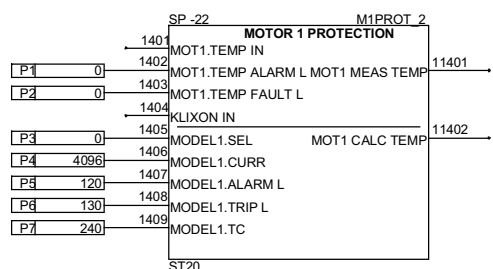 SP -22 M1PROT_2
MOTOR 1 PROTECTION
1401 MOT1.TEMP IN
P1 0 1402 MOT1.TEMP ALARM L MOT1 MEAS TEMP 11401
P2 0 1403 MOT1.TEMP FAULT L
1404 KLIXON IN
P3 0 1405 MODEL1.SEL MOT1 CALC TEMP 11402
P4 4096 1406 MODEL1.CURR
P5 120 1407 MODEL1.ALARM L
P6 130 1408 MODEL1.TRIP L
P7 240 1409 MODEL1.TC
ST20